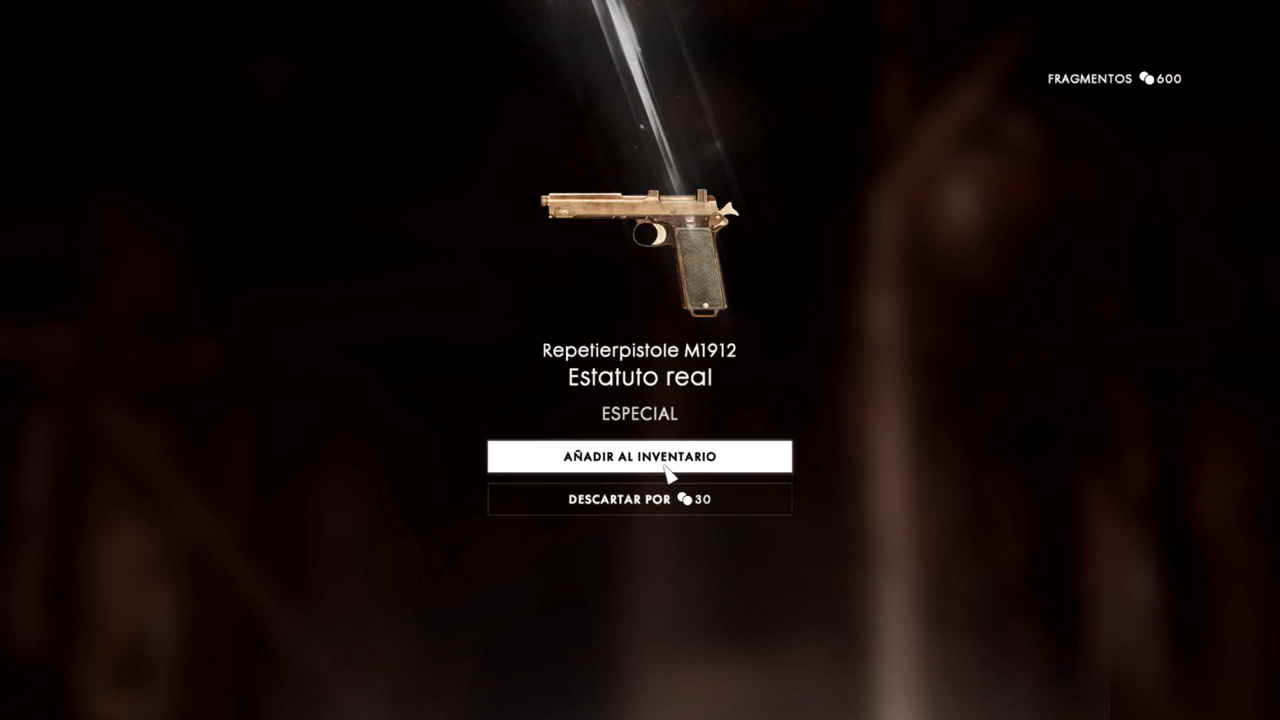 FRAGMENTOS 600
Repetierpistole M1912
Estatuto real
ESPECIAL
AÑADIR AL INVENTARIO
DESCARTAR POR 30